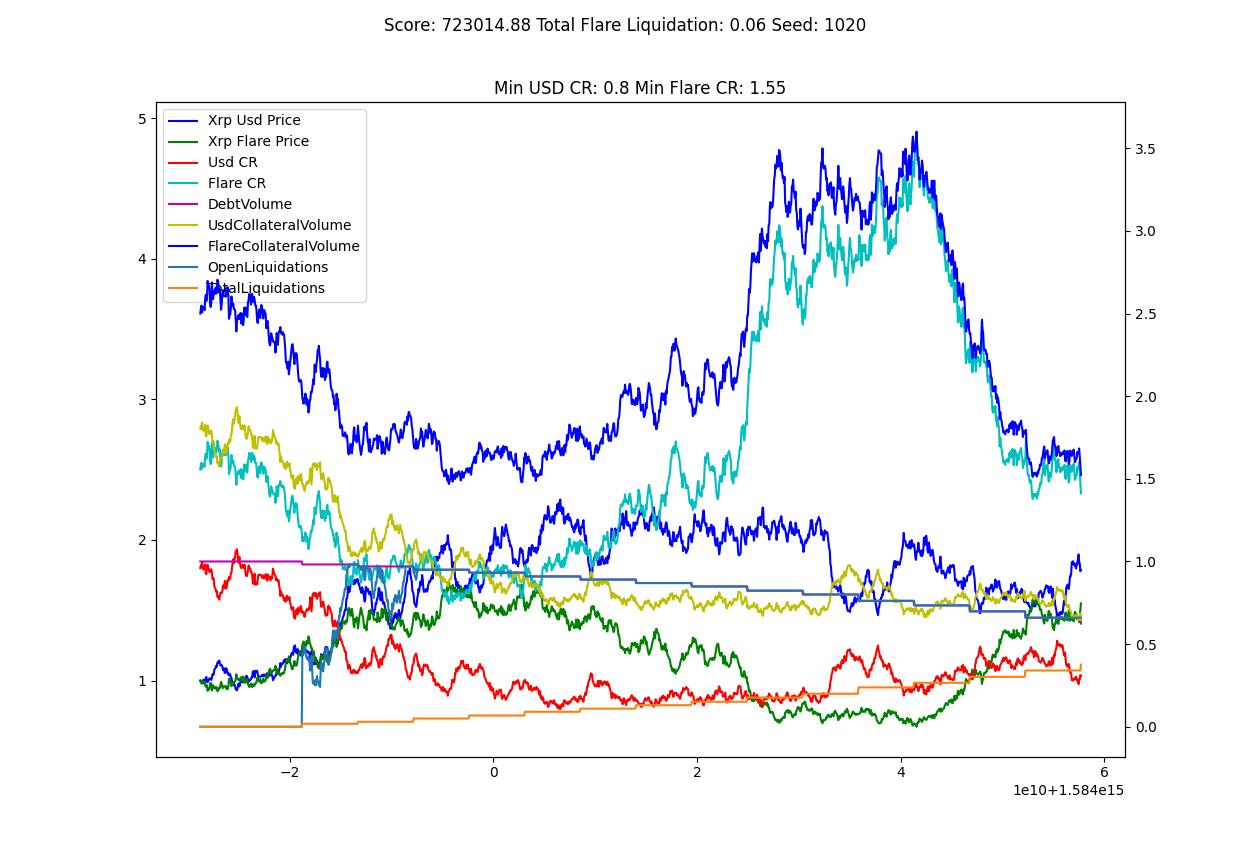 Score: 723014.88 Total Flare Liquidation: 0.06 Seed: 1020
Min USD CR: 0.8 Min Flare CR: 1.55
Xrp Usd Price
Xrp Flare Price
Usd CR
Flare CR
DebtVolume
UsdCollateralVolume
FlareCollateralVolume
OpenLiquidations
TotalLiquidations
5
4
3
2
1
3.5
3.0
2.5
2.0
1.5
1.0
0.5
0.0
−2 0 2 4 6
1e10+1.584e15